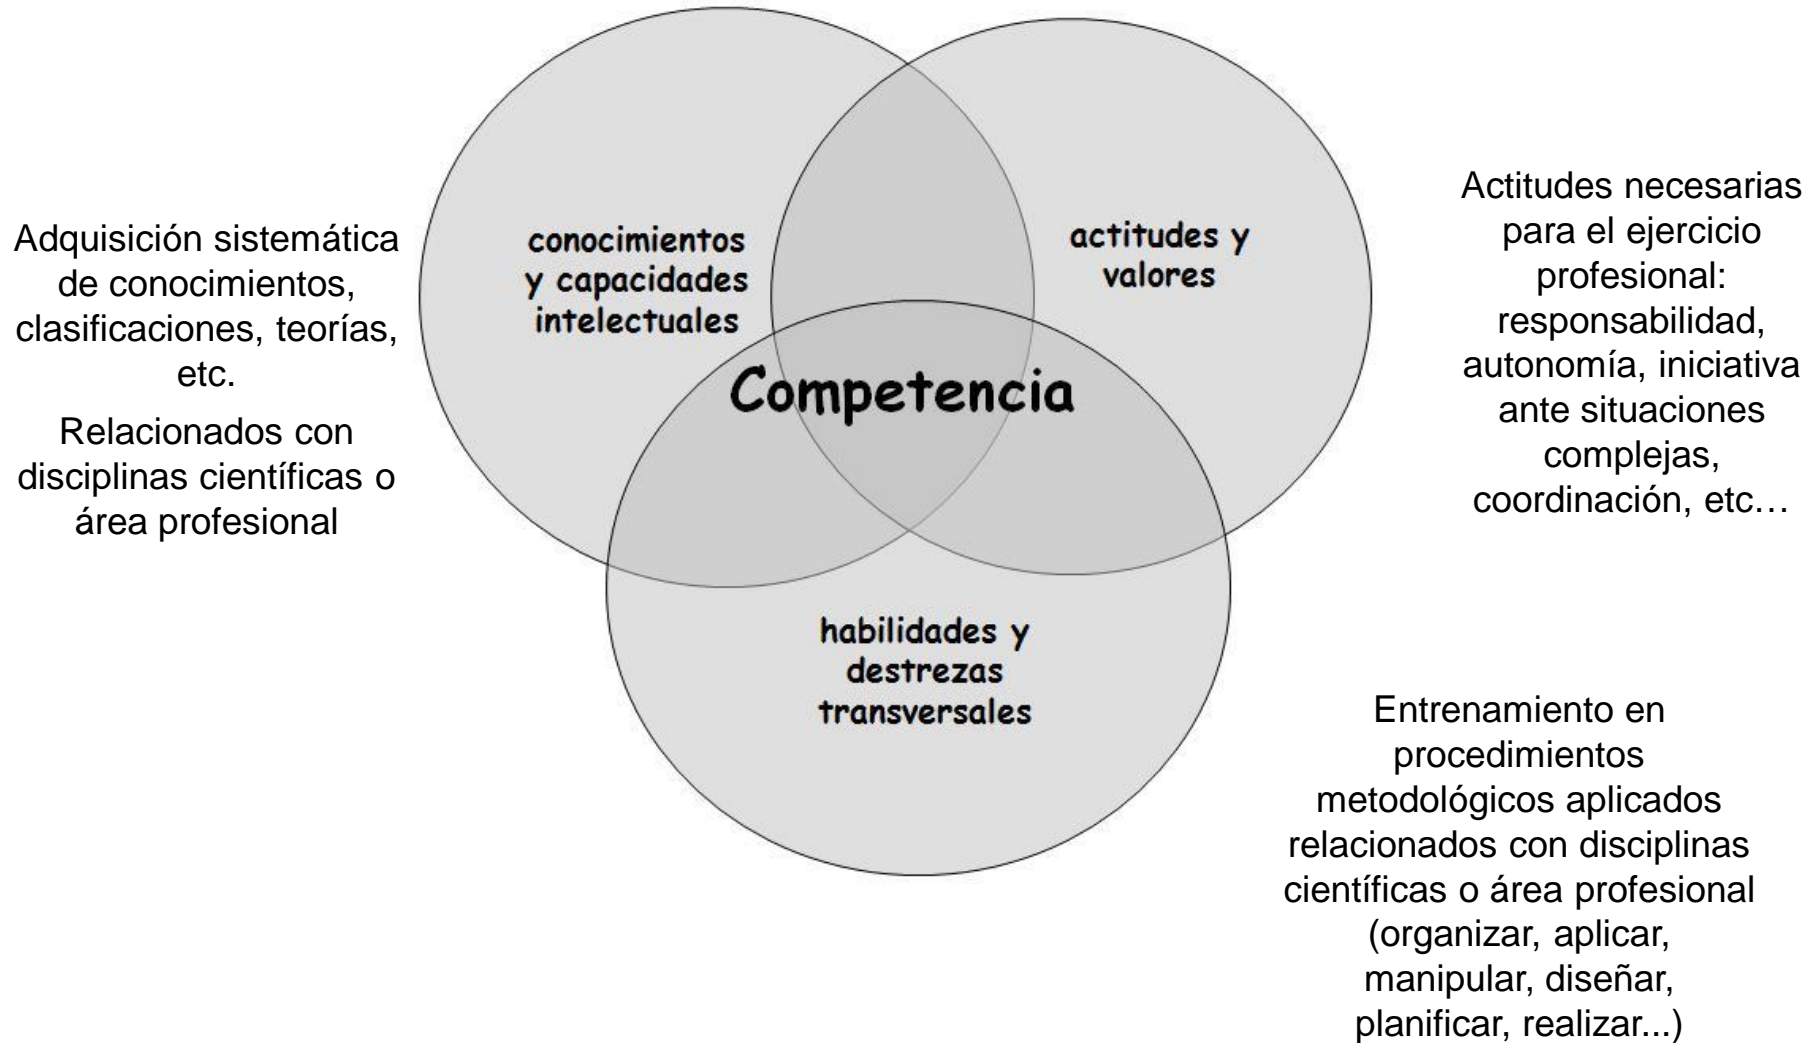 Adquisición sistemática
de conocimientos,
clasificaciones, teorías,
etc.
Relacionados con
disciplinas científicas o
área profesional
conocimientos
y capacidades
intelectuales
actitudes y
valores
Competencia
habilidades y
destrezas
transversales
Actitudes necesarias
para el ejercicio
profesional:
responsabilidad,
autonomía, iniciativa
ante situaciones
complejas,
coordinación, etc…
Entrenamiento en
procedimientos
metodológicos aplicados
relacionados con disciplinas
científicas o área profesional
(organizar, aplicar,
manipular, diseñar,
planificar, realizar...)